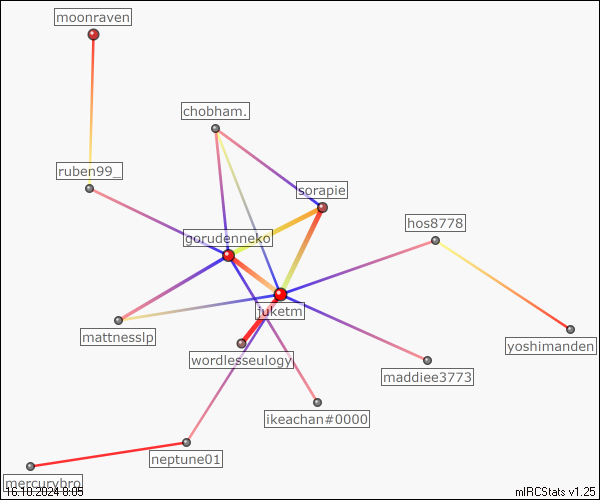 moonraven
chobham.
ruben99_
sorapie
hos8778
gorudenneko
juketm
mattnesslp
yoshimanden
wordlesseulogy
maddiee3773
ikeachan#0000
neptune01
mercurybro
16.10.2024 0:05
mIRCStats v1.25